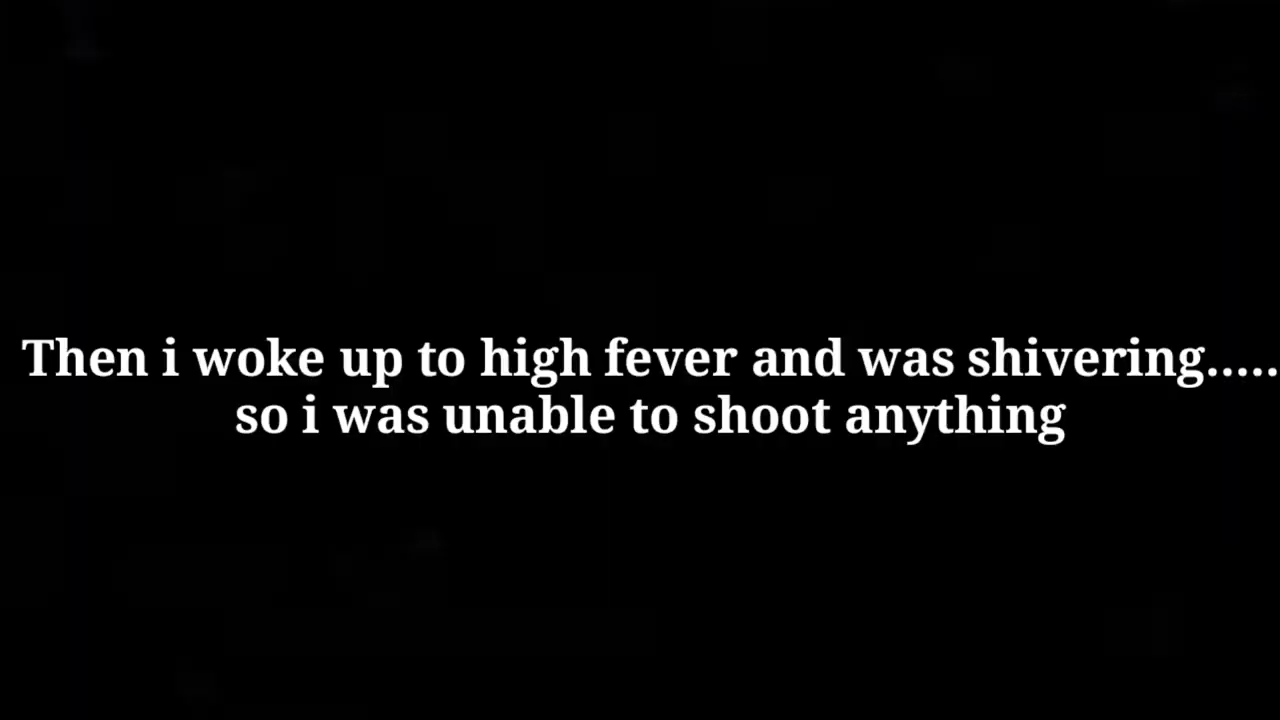 Then i woke up to high fever and was shivering.....
so i was unable to shoot anything